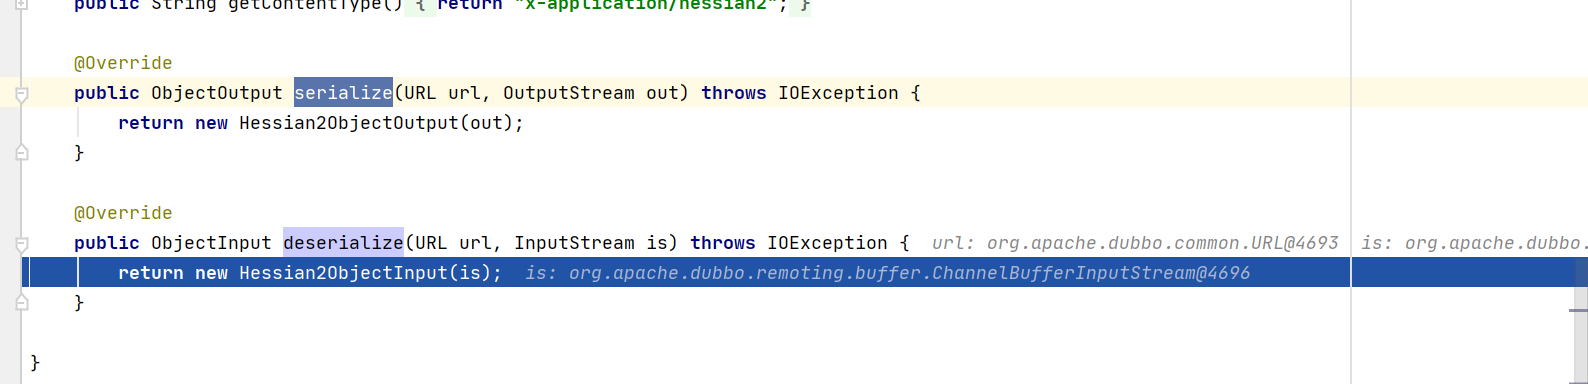 public String getContentType() { return "x-application/hessian2"; }
@Override
public ObjectOutput serialize(URL url, OutputStream out) throws IOException {
return new Hessian2ObjectOutput(out);
}
@Override
public ObjectInput deserialize(URL url, InputStream is) throws IOException { url: org.apache.dubbo.common.URL@4693 is: org.apache.dubbo.
return new Hessian2ObjectInput(is); is: org.apache.dubbo.remoting.buffer.ChannelBufferInputStream@4696
}
}